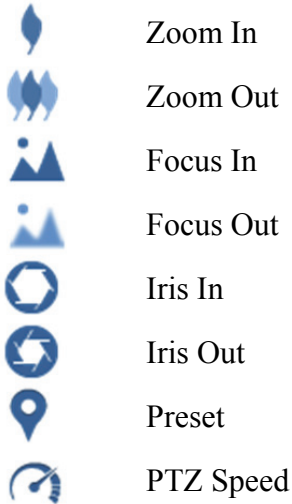 Zoom In
Zoom Out
Focus In
Focus Out
Iris In
Iris Out
Preset
PTZ Speed